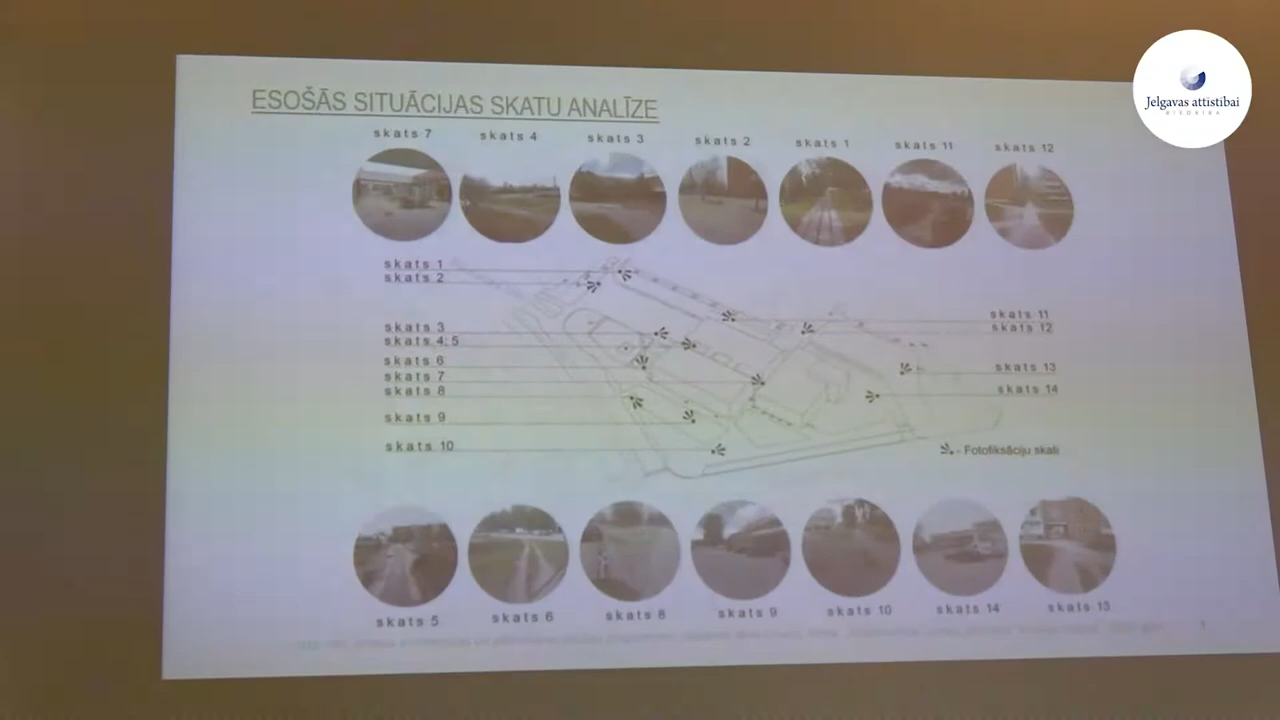 Jelgavas attīstībai
ESOŠĀS SITUĀCIJAS SKATU ANALĪZE
skats 7
skats 4
skats 3
skats 2
skats 1
skats 11
skats 12
skats 1
skats 2
skats 3
skats 4; 5
skats 6
skats 7
skats 8
skats 9
skats 10
skats 11
skats 12
skats 13
skats 14
- Fotofiksāciju skati
skats 5
skats 6
skats 8
skats 9
skats 10
skats 14
skats 13